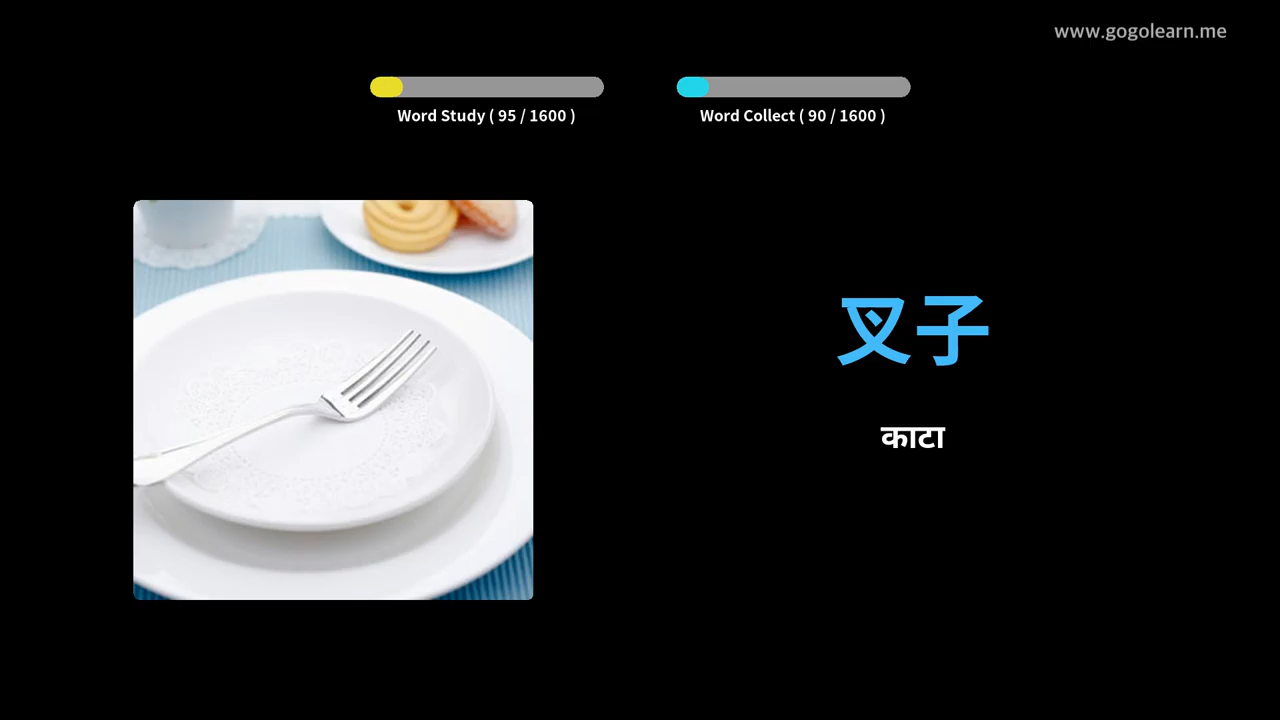 www.gogolearn.me
Word Study ( 95 / 1600 )
Word Collect ( 90 / 1600 )
叉子
काटा